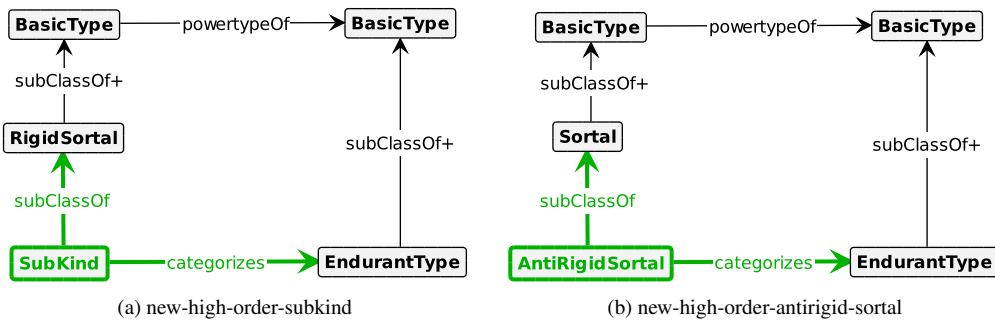 BasicType powertypeOf BasicType
subClassOf+
RigidSortal
subClassOf+
subClassOf
SubKind categorizes EndurantType
(a) new-high-order-subkind
BasicType powertypeOf BasicType
subClassOf+
Sortal
subClassOf+
subClassOf
AntiRigidSortal categorizes EndurantType
(b) new-high-order-antirigid-sortal